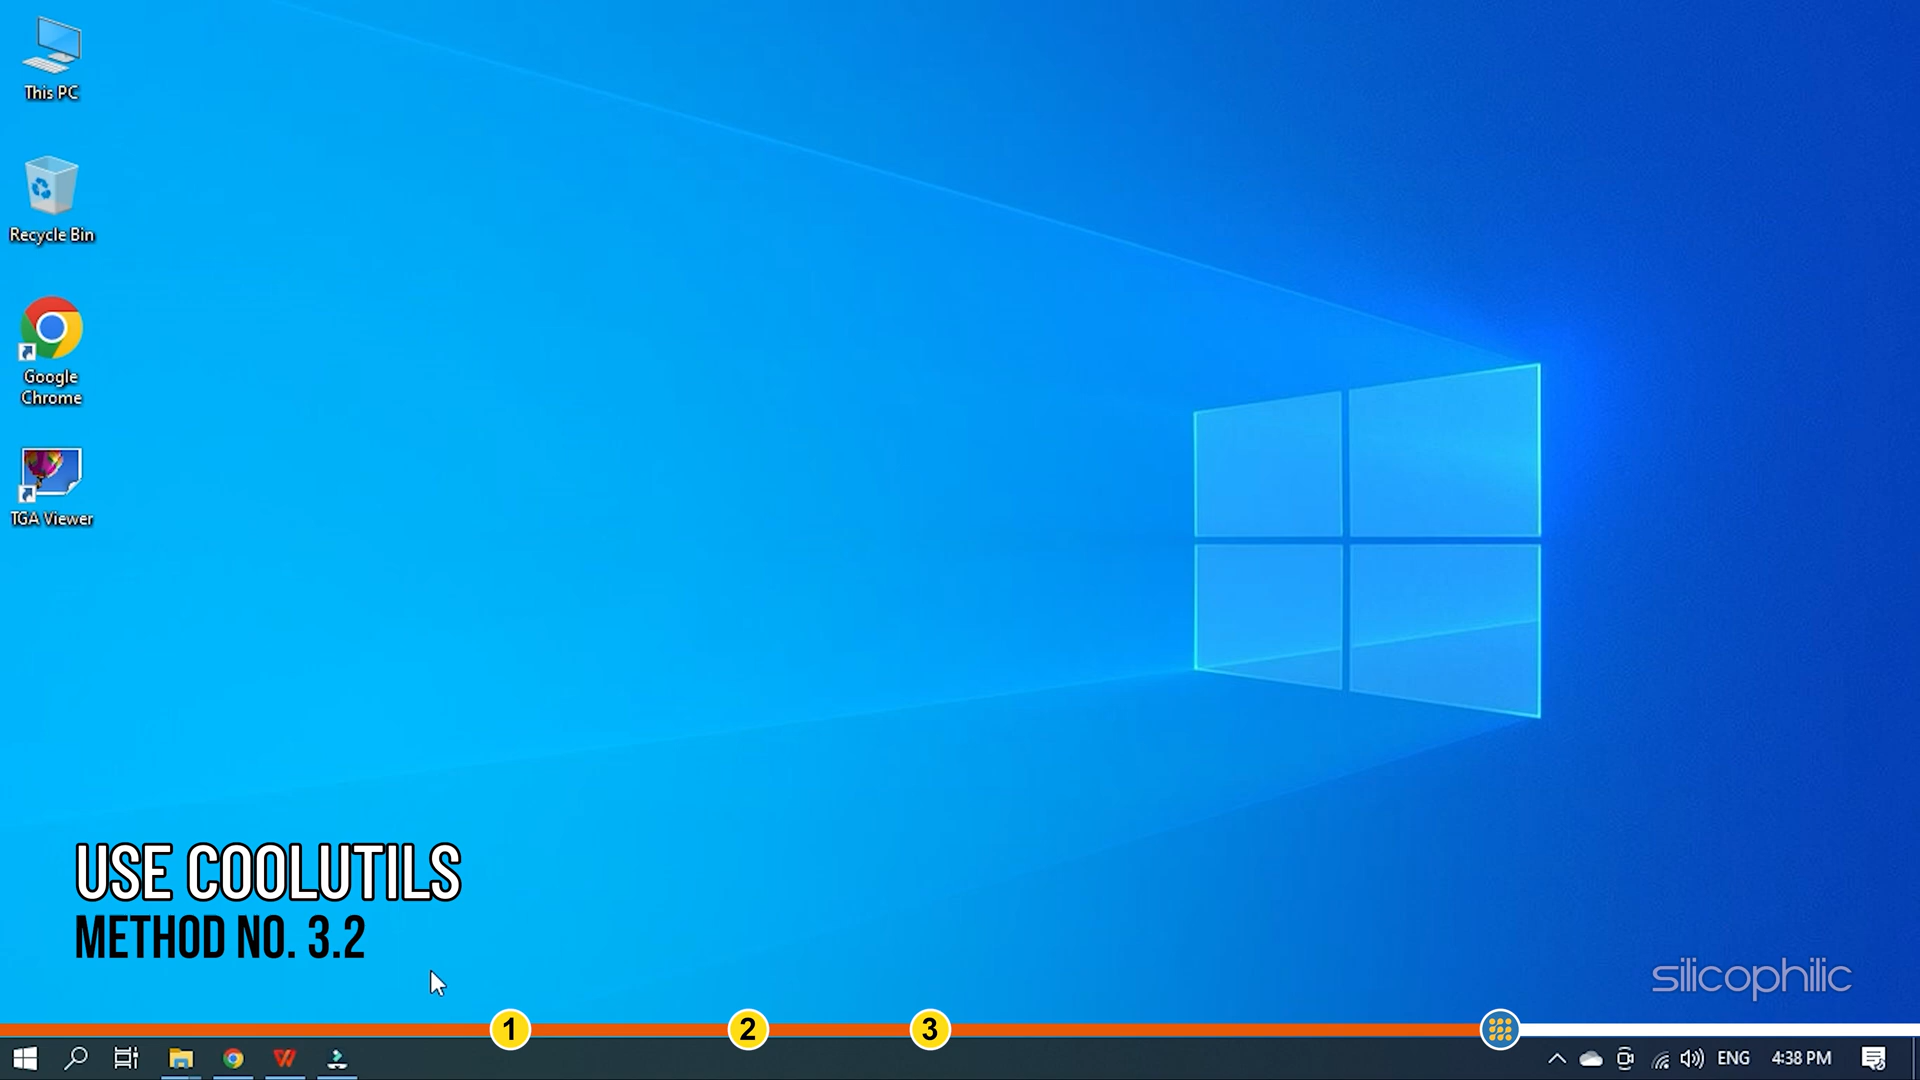 This PC
Recycle Bin
Google
Chrome
TGA Viewer
USE COOLUTILS
METHOD NO. 3.2
silicophilic
1
2
3
ENG
4:38 PM